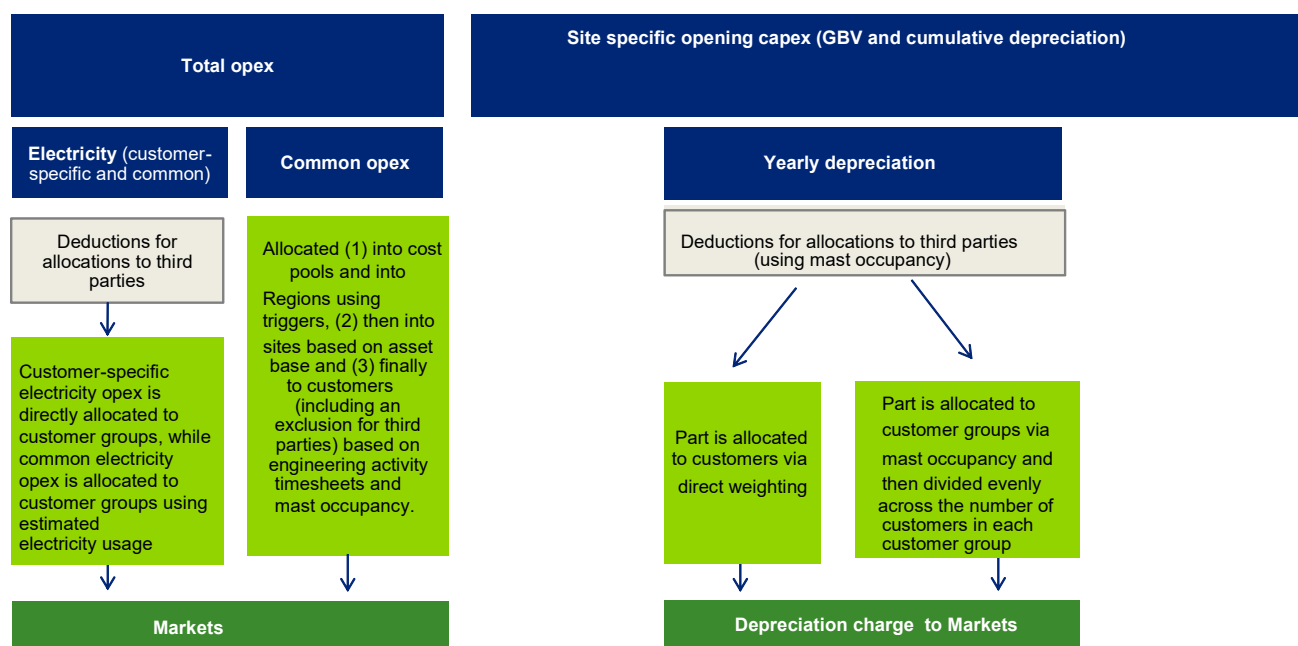 Total opex
Site specific opening capex (GBV and cumulative depreciation)
Electricity (customer-
specific and common)
Common opex
Yearly depreciation
Deductions for
allocations to third
parties
Allocated (1) into cost
pools and into
Regions using
triggers, (2) then into
sites based on asset
base and (3) finally
to customers
(including an
exclusion for third
parties) based on
engineering activity
timesheets and
mast occupancy.
Deductions for allocations to third parties
(using mast occupancy)
Customer-specific
electricity opex is
directly allocated to
customer groups, while
common electricity
opex is allocated to
customer groups using
estimated
electricity usage
Part is allocated
to customers via
direct weighting
Part is allocated to
customer groups via
mast occupancy and
then divided evenly
across the number of
customers in each
customer group
Markets
Depreciation charge to Markets